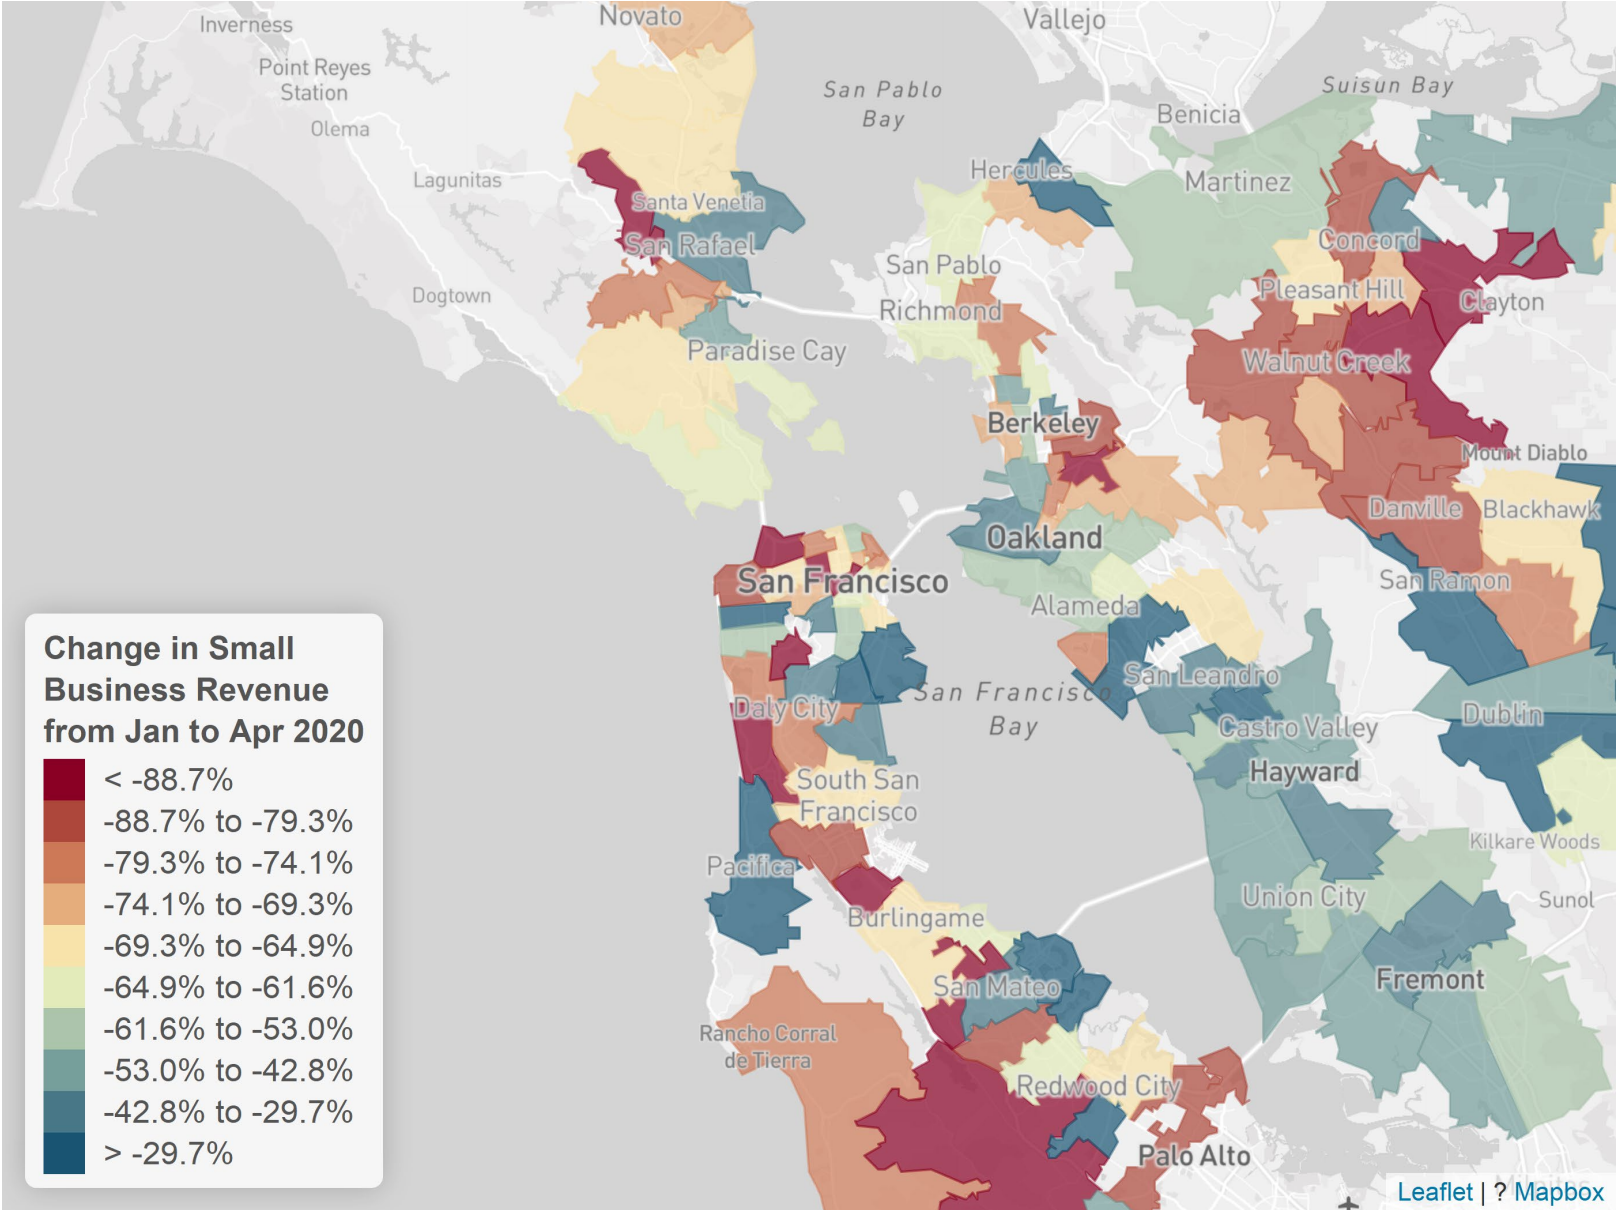 Novato
Vallejo
Inverness
Point Reyes
Station
San Pablo
Bay
Suisun Bay
Benicia
Olema
Hercules
Lagunitas
Martinez
Santa Venetia
San Rafael
Concord
San Pablo
Dogtown
Richmond
Pleasant Hill
Clayton
Paradise Cay
Walnut Creek
Berkeley
Mount Diablo
Danville
Blackhawk
Oakland
San Francisco
San Ramon
Alameda
San Leandro
San Francisco
Bay
Daly City
Castro Valley
Dublin
Hayward
South San
Francisco
Kilkare Woods
Pacifica
Union City
Sunol
Burlingame
San Mateo
Fremont
Rancho Corral
de Tierra
Redwood City
Palo Alto
Milpitas
Change in Small
Business Revenue
from Jan to Apr 2020
< -88.7%
-88.7% to -79.3%
-79.3% to -74.1%
-74.1% to -69.3%
-69.3% to -64.9%
-64.9% to -61.6%
-61.6% to -53.0%
-53.0% to -42.8%
-42.8% to -29.7%
> -29.7%
Leaflet | ? Mapbox